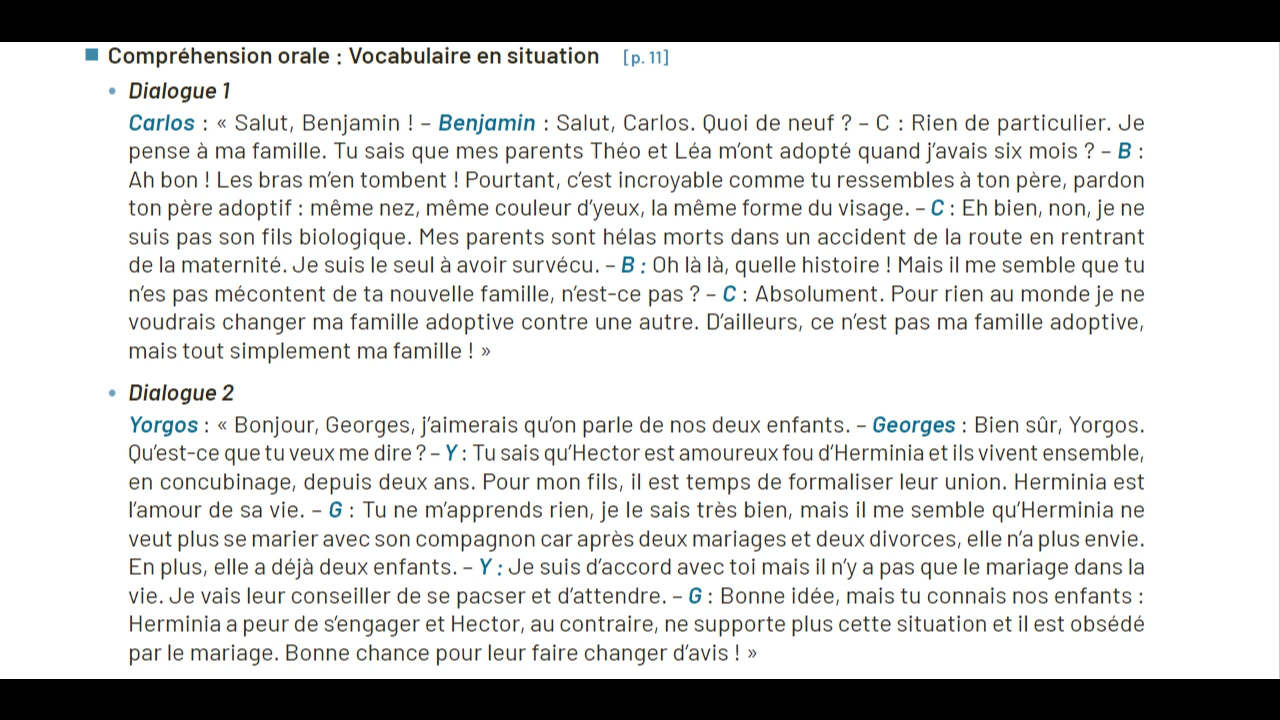 ■ Compréhension orale : Vocabulaire en situation [p. 11]
• Dialogue 1
Carlos : « Salut, Benjamin ! – Benjamin : Salut, Carlos. Quoi de neuf ? – C : Rien de particulier. Je
pense à ma famille. Tu sais que mes parents Théo et Léa m’ont adopté quand j’avais six mois ? – B :
Ah bon ! Les bras m’en tombent ! Pourtant, c’est incroyable comme tu ressembles à ton père, pardon
ton père adoptif : même nez, même couleur d’yeux, la même forme du visage. – C : Eh bien, non, je ne
suis pas son fils biologique. Mes parents sont hélas morts dans un accident de la route en rentrant
de la maternité. Je suis le seul à avoir survécu. – B : Oh là là, quelle histoire ! Mais il me semble que tu
n’es pas mécontent de ta nouvelle famille, n’est-ce pas ? – C : Absolument. Pour rien au monde je ne
voudrais changer ma famille adoptive contre une autre. D’ailleurs, ce n’est pas ma famille adoptive,
mais tout simplement ma famille ! »
• Dialogue 2
Yorgos : « Bonjour, Georges, j’aimerais qu’on parle de nos deux enfants. – Georges : Bien sûr, Yorgos.
Qu’est-ce que tu veux me dire ? – Y : Tu sais qu’Hector est amoureux fou d’Herminia et ils vivent ensemble,
en concubinage, depuis deux ans. Pour mon fils, il est temps de formaliser leur union. Herminia est
l’amour de sa vie. – G : Tu ne m’apprends rien, je le sais très bien, mais il me semble qu’Herminia ne
veut plus se marier avec son compagnon car après deux mariages et deux divorces, elle n’a plus envie.
En plus, elle a déjà deux enfants. – Y : Je suis d’accord avec toi mais il n’y a pas que le mariage dans la
vie. Je vais leur conseiller de se pacser et d’attendre. – G : Bonne idée, mais tu connais nos enfants :
Herminia a peur de s’engager et Hector, au contraire, ne supporte plus cette situation et il est obsédé
par le mariage. Bonne chance pour leur faire changer d’avis ! »